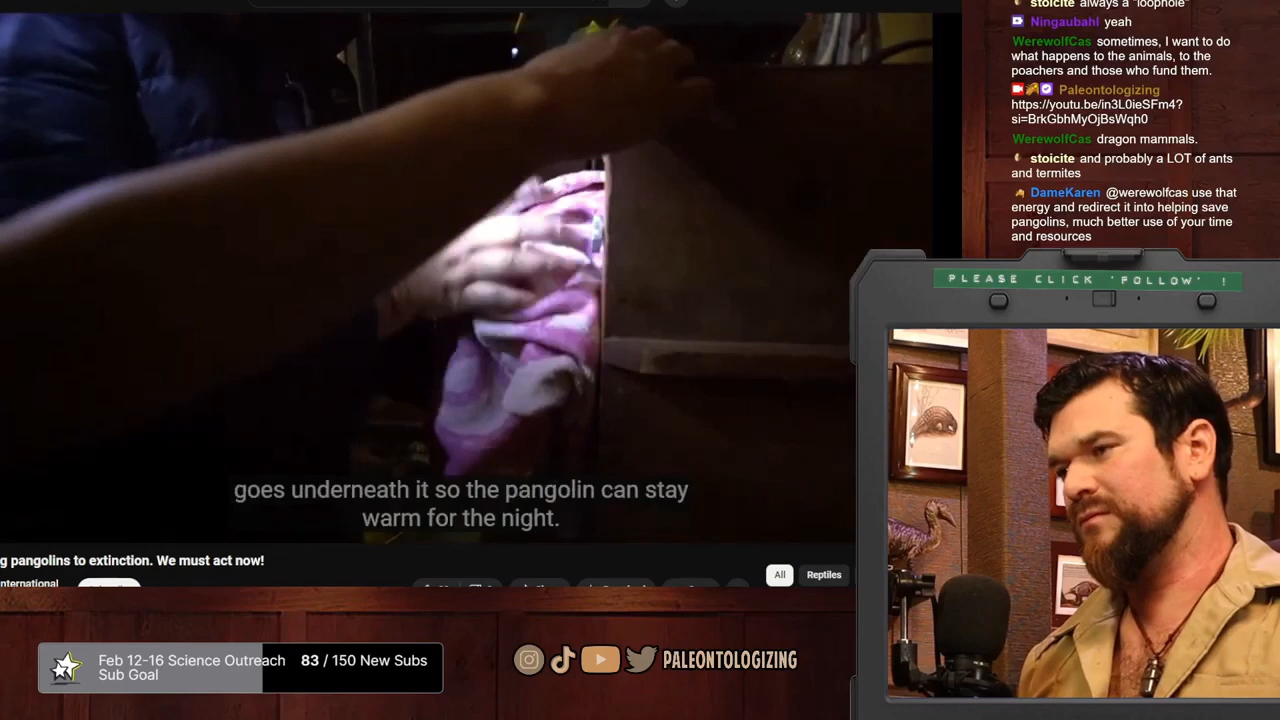 stoicite always a "loophole"
Ningaubahl yeah
WerewolfCas sometimes, I want to do
what happens to the animals, to the
poachers and those who fund them.
Paleontologizing
https://youtu.be/in3L0ieSFm4?
si=BrkGbhMyOjBsWqh0
WerewolfCas dragon mammals.
stoicite and probably a LOT of ants
and termites
DameKaren @werewolfcas use that
energy and redirect it into helping save
pangolins, much better use of your time
and resources
PLEASE CLICK "FOLLOW" !
goes underneath it so the pangolin can stay
warm for the night.
g pangolins to extinction. We must act now!
nternational
All Reptiles
Feb 12-16 Science Outreach 83 / 150 New Subs
Sub Goal
PALEONTOLOGIZING